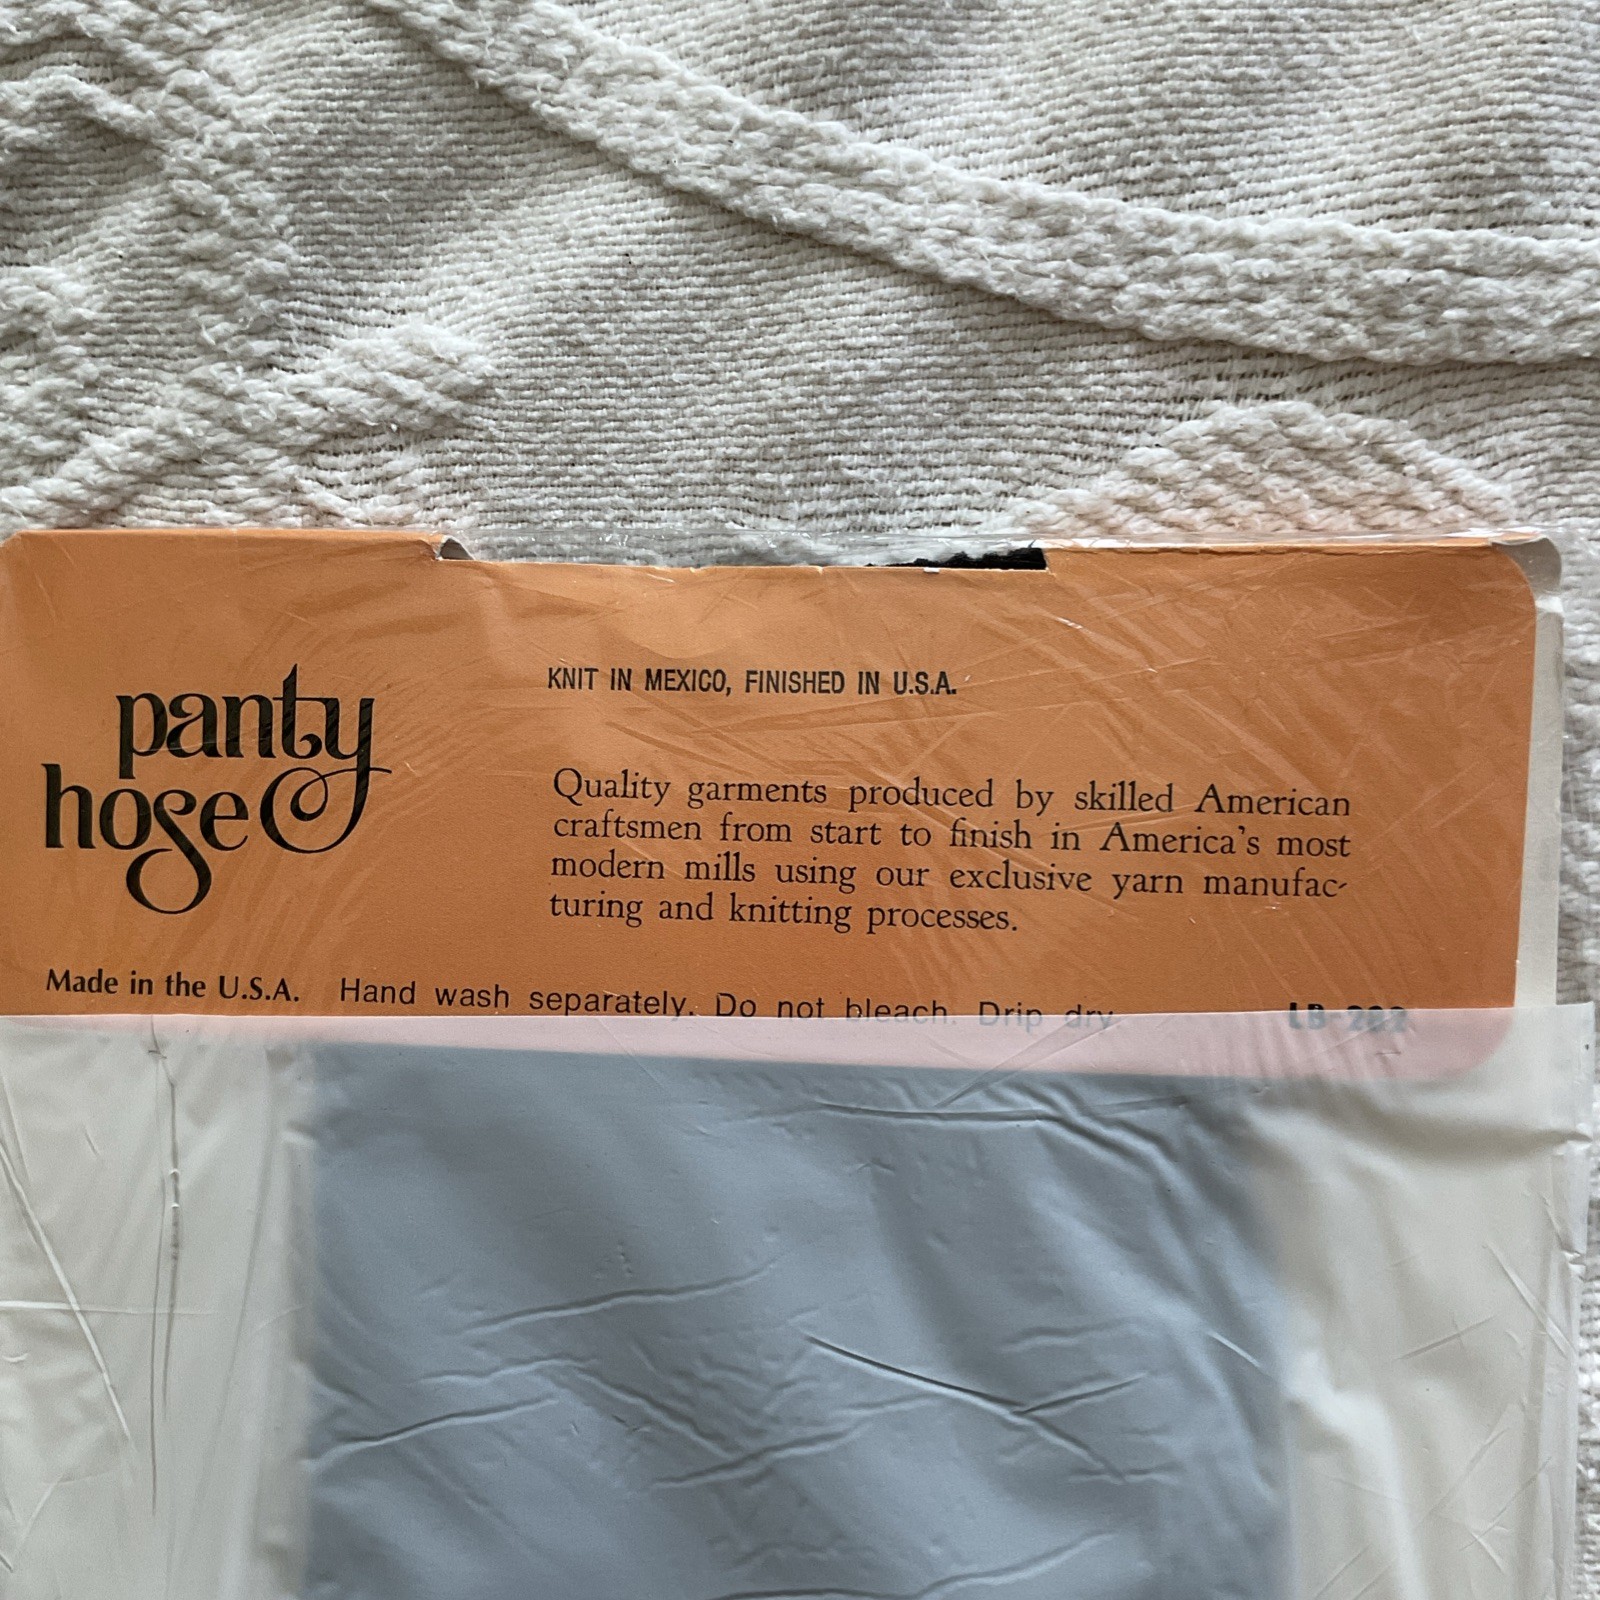 panty
hose
KNIT IN MEXICO, FINISHED IN U.S.A.
Quality garments produced by skilled American
craftsmen from start to finish in America's most
modern mills using our exclusive yarn manufac-
turing and knitting processes.
Made in the U.S.A. Hand wash separately. Do not bleach. Drip dry LB-202